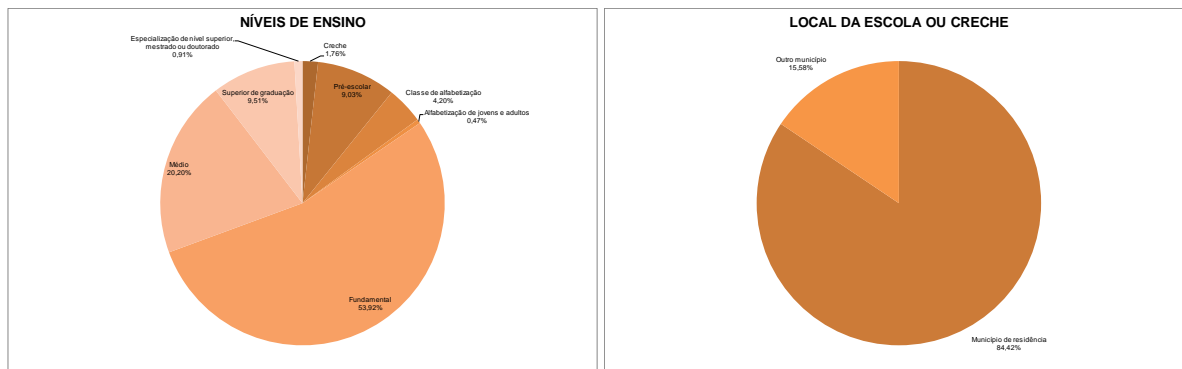 NÍVEIS DE ENSINO
Especialização de nível superior,
mestrado ou doutorado
0,91%
Creche
1,76%
Pré-escolar
9,03%
Classe de alfabetização
4,20%
Alfabetização de jovens e adultos
0,47%
Superior de graduação
9,51%
Médio
20,20%
Fundamental
53,92%
LOCAL DA ESCOLA OU CRECHE
Outro município
15,58%
Município de residência
84,42%